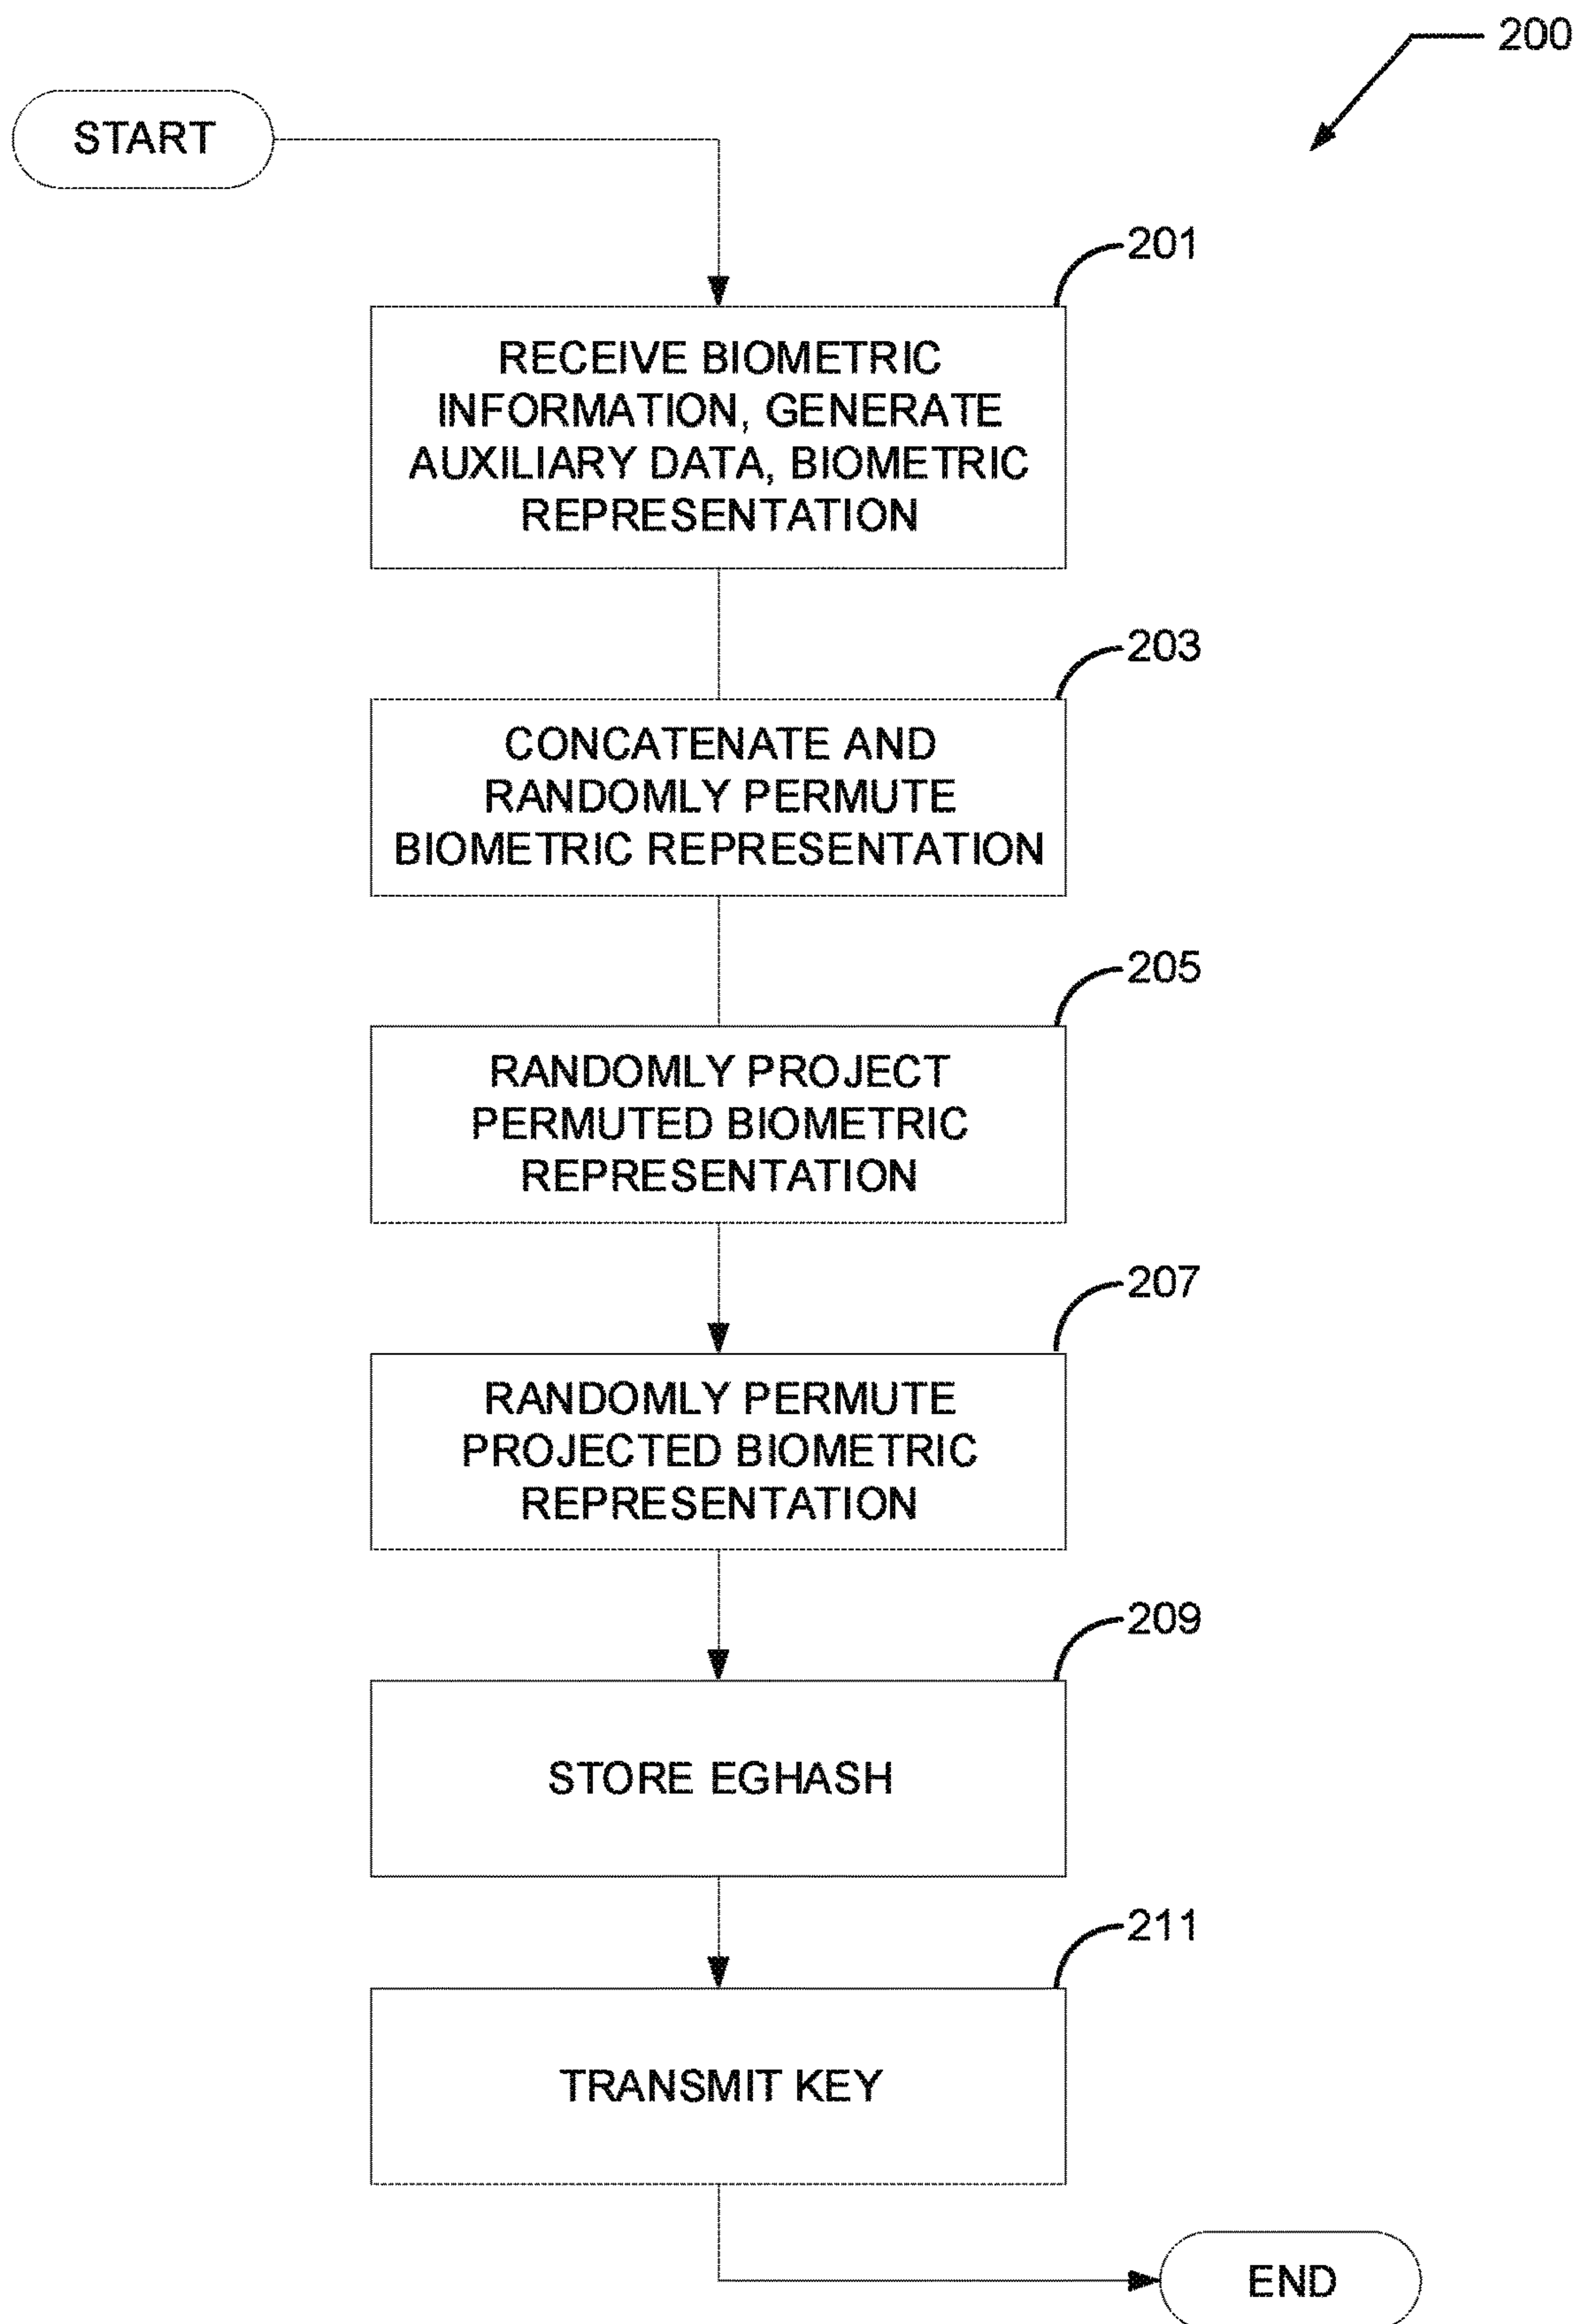 200
START
201
RECEIVE BIOMETRIC
INFORMATION, GENERATE
AUXILIARY DATA, BIOMETRIC
REPRESENTATION
203
CONCATENATE AND
RANDOMLY PERMUTE
BIOMETRIC REPRESENTATION
205
RANDOMLY PROJECT
PERMUTED BIOMETRIC
REPRESENTATION
207
RANDOMLY PERMUTE
PROJECTED BIOMETRIC
REPRESENTATION
209
STORE EGHASH
211
TRANSMIT KEY
END